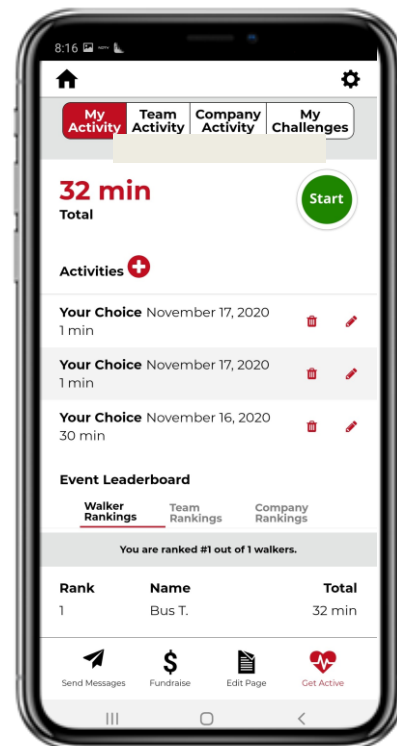 8:16
My Activity
Team Activity
Company Activity
My Challenges
32 min
Total
Start
Activities
Your Choice November 17, 2020
1 min
Your Choice November 17, 2020
1 min
Your Choice November 16, 2020
30 min
Event Leaderboard
Walker Rankings
Team Rankings
Company Rankings
You are ranked #1 out of 1 walkers.
Rank Name Total
1 Bus T. 32 min
Send Messages
Fundraise
Edit Page
Get Active